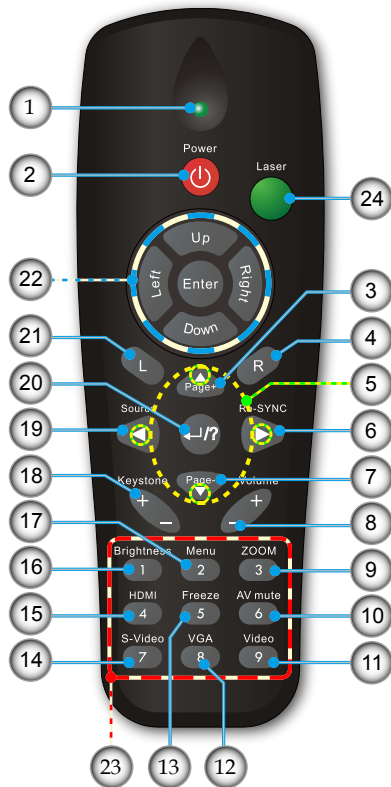 1
Power
2
Laser
24
Up
22
Left
Enter
Right
Down
3
21
L
R
4
Page+
20
5
Source
/?
Re-SYNC
19
6
18
Keystone
Page-
Volume
7
+
+
17
−
−
8
Brightness
Menu
ZOOM
16
1
2
3
9
HDMI
Freeze
AV mute
15
4
5
6
10
S-Video
VGA
Video
14
7
8
9
11
23
13
12